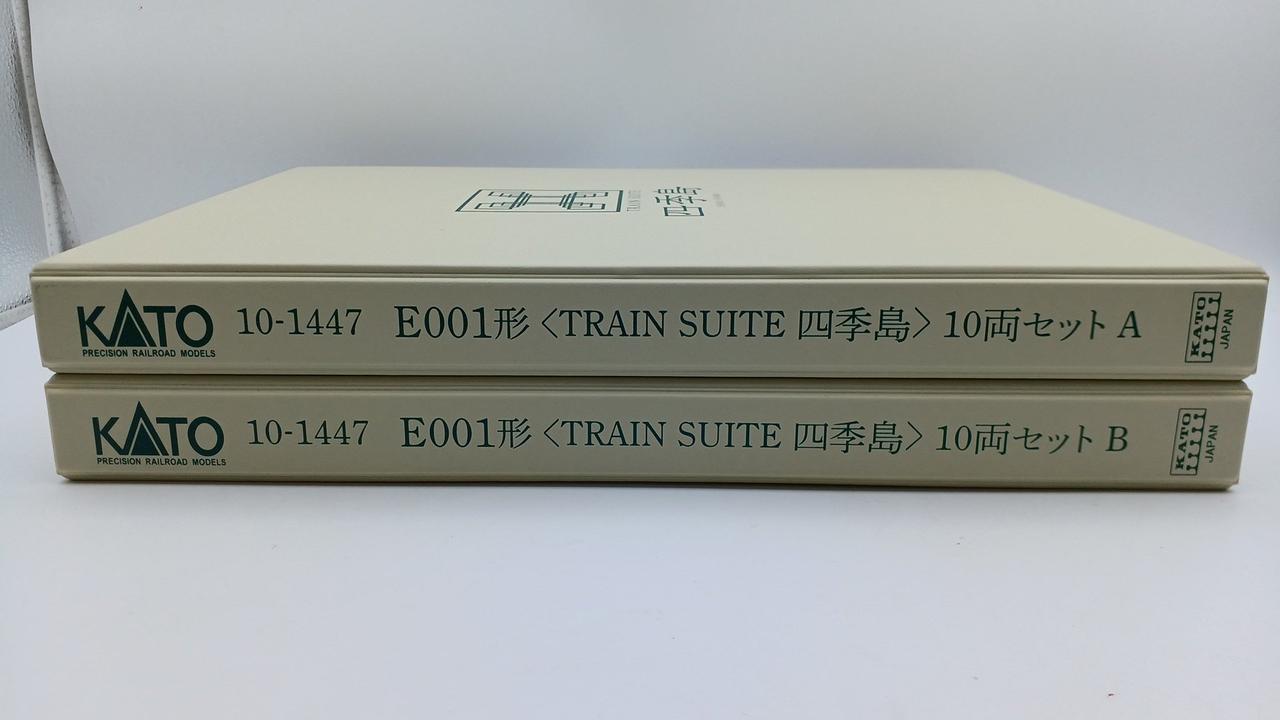 TRAIN SUITE
四季島
KATO 10-1447 E001形〈TRAIN SUITE 四季島〉10両セット A
PRECISION RAILROAD MODELS
KATO
JAPAN
KATO 10-1447 E001形〈TRAIN SUITE 四季島〉10両セット B
PRECISION RAILROAD MODELS
KATO
JAPAN